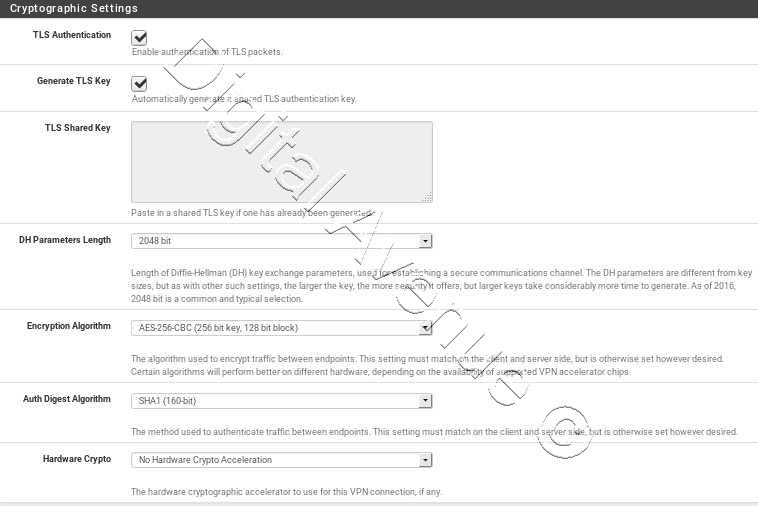 Cryptographic Settings
TLS Authentication
Enable authentication of TLS packets.
Generate TLS Key
Automatically generate a shared TLS authentication key.
TLS Shared Key
Paste in a shared TLS key if one has already been generated.
DH Parameters Length
2048 bit
Length of Diffie-Hellman (DH) key exchange parameters, used for establishing a secure communications channel. The DH parameters are different from key
sizes, but as with other such settings, the larger the key, the more security it offers, but larger keys take considerably more time to generate. As of 2016,
2048 bit is a common and typical selection.
Encryption Algorithm
AES-256-CBC (256 bit key, 128 bit block)
The algorithm used to encrypt traffic between endpoints. This setting must match on the client and server side, but is otherwise set however desired.
Certain algorithms will perform better on different hardware, depending on the availability of supported VPN accelerator chips.
Auth Digest Algorithm
SHA1 (160-bit)
The method used to authenticate traffic between endpoints. This setting must match on the client and server side, but is otherwise set however desired.
Hardware Crypto
No Hardware Crypto Acceleration
The hardware cryptographic accelerator to use for this VPN connection, if any.
Digital Avenue